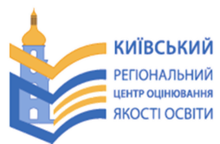 КИЇВСЬКИЙ
РЕГІОНАЛЬНИЙ
ЦЕНТР ОЦІНЮВАННЯ
ЯКОСТІ ОСВІТИ